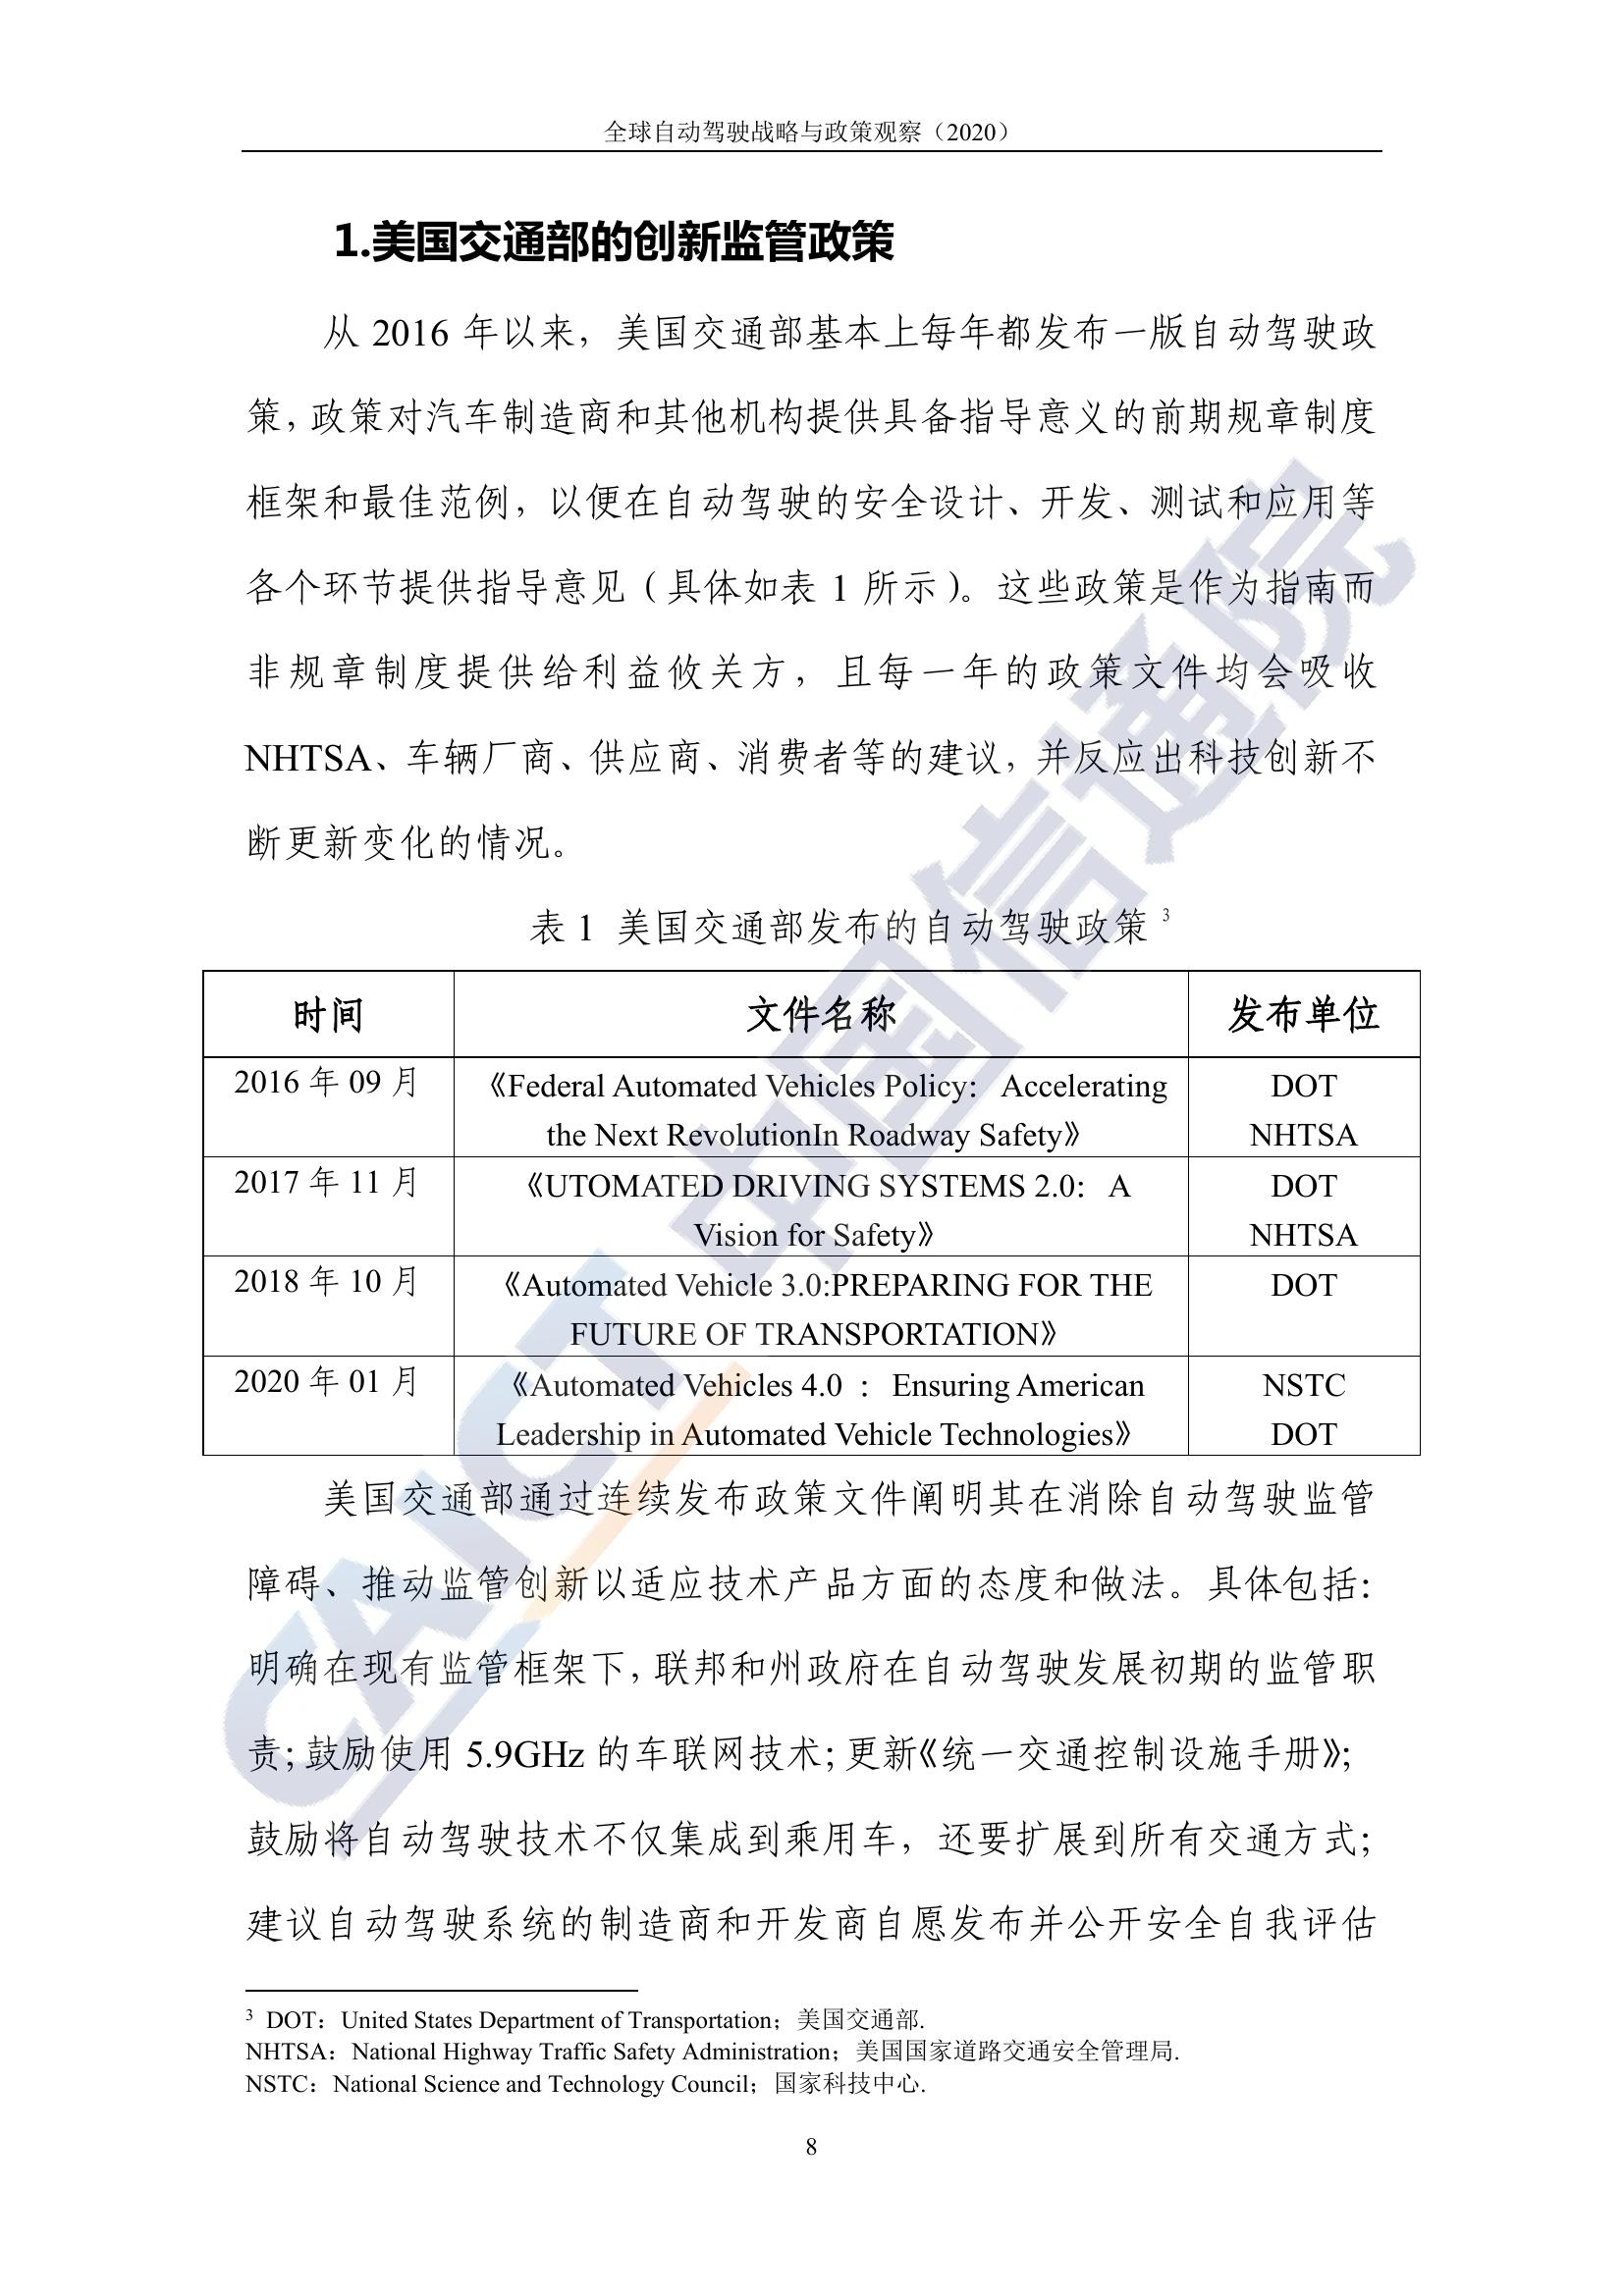 全球自动驾驶战略与政策观察（2020）
1.美国交通部的创新监管政策
从 2016 年以来，美国交通部基本上每年都发布一版自动驾驶政
策，政策对汽车制造商和其他机构提供具备指导意义的前期规章制度
框架和最佳范例，以便在自动驾驶的安全设计、开发、测试和应用等
各个环节提供指导意见（具体如表 1 所示）。这些政策是作为指南而
非规章制度提供给利益攸关方，且每一年的政策文件均会吸收
NHTSA、车辆厂商、供应商、消费者等的建议，并反应出科技创新不
断更新变化的情况。
表 1 美国交通部发布的自动驾驶政策 3
时间 文件名称 发布单位
2016 年 09 月 《Federal Automated Vehicles Policy： Accelerating DOT
the Next RevolutionIn Roadway Safety》 NHTSA
2017 年 11 月 《UTOMATED DRIVING SYSTEMS 2.0： A DOT
Vision for Safety》 NHTSA
2018 年 10 月 《Automated Vehicle 3.0:PREPARING FOR THE DOT
FUTURE OF TRANSPORTATION》
2020 年 01 月 《Automated Vehicles 4.0 ： Ensuring American NSTC
Leadership in Automated Vehicle Technologies》 DOT
美国交通部通过连续发布政策文件阐明其在消除自动驾驶监管
障碍、推动监管创新以适应技术产品方面的态度和做法。具体包括：
明确在现有监管框架下，联邦和州政府在自动驾驶发展初期的监管职
责；鼓励使用 5.9GHz 的车联网技术；更新《统一交通控制设施手册》；
鼓励将自动驾驶技术不仅集成到乘用车，还要扩展到所有交通方式；
建议自动驾驶系统的制造商和开发商自愿发布并公开安全自我评估
3 DOT：United States Department of Transportation；美国交通部.
NHTSA：National Highway Traffic Safety Administration；美国国家道路交通安全管理局.
NSTC：National Science and Technology Council；国家科技中心.
8
CAICT 中国信通院